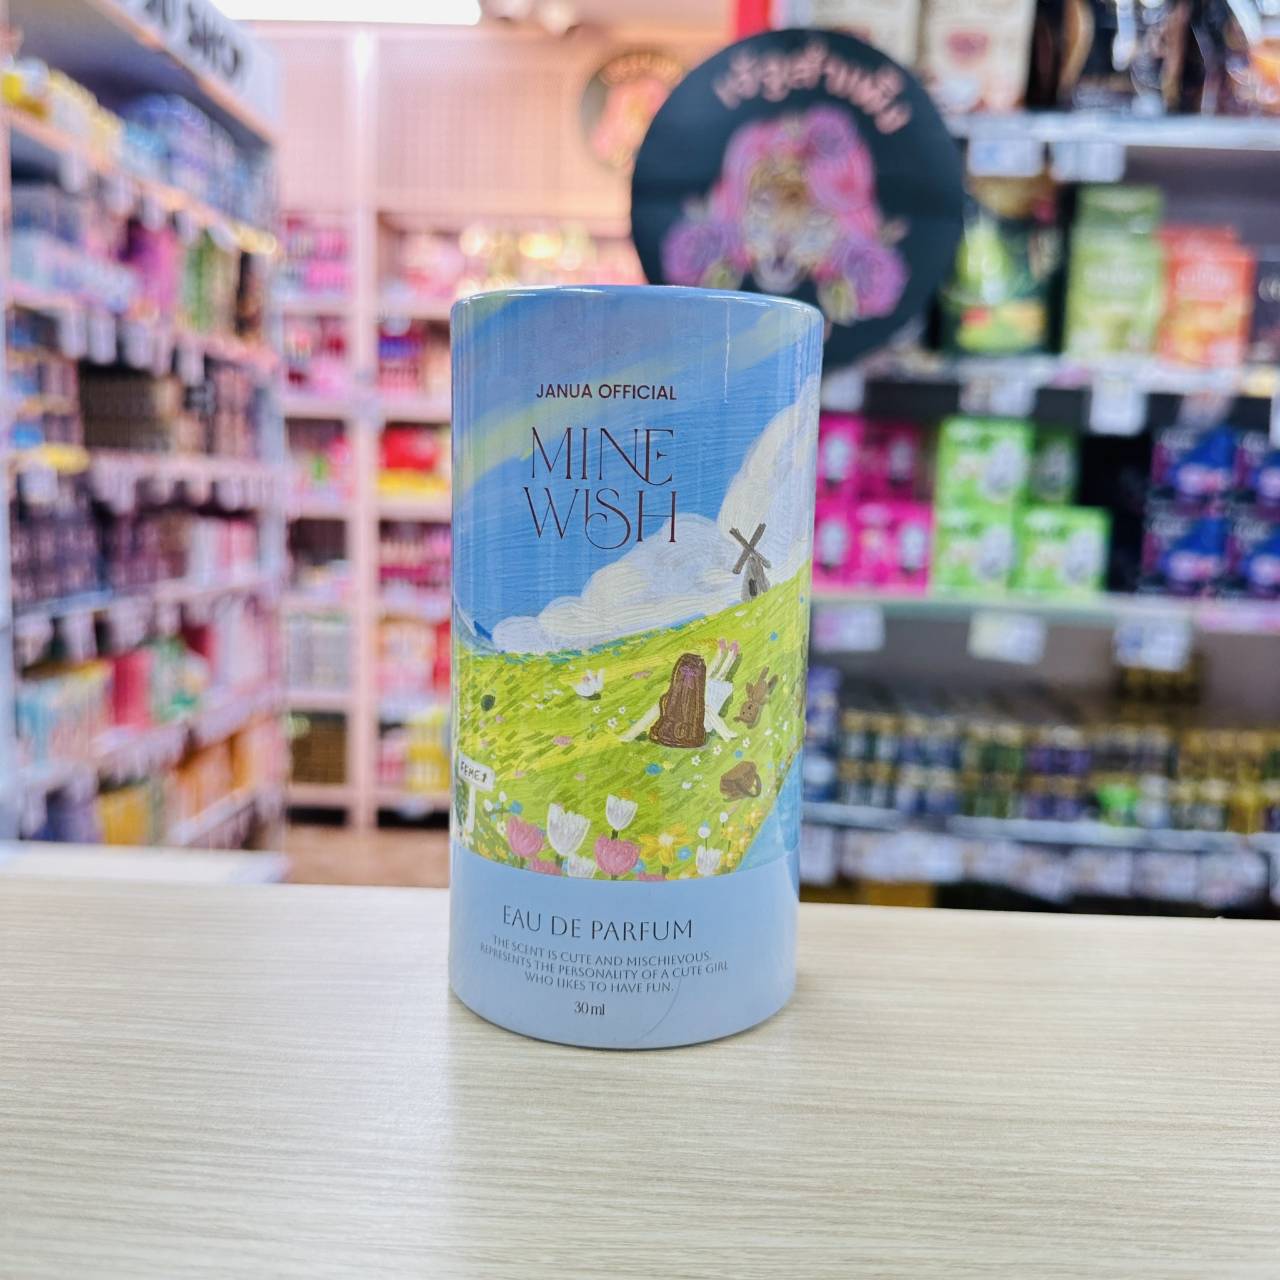 JANUA OFFICIAL
MINE
WISH
EAU DE PARFUM
THE SCENT IS CUTE AND MISCHIEVOUS.
REPRESENTS THE PERSONALITY OF A CUTE GIRL
WHO LIKES TO HAVE FUN.
30 ml